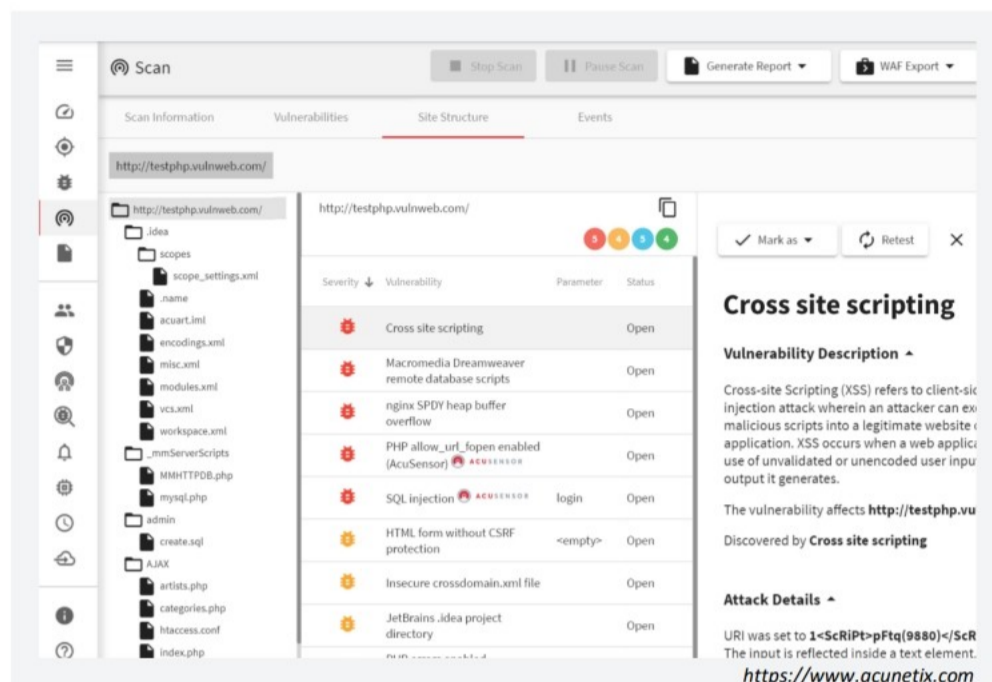 Scan
Stop Scan
Pause Scan
Generate Report
WAF Export
Scan Information
Vulnerabilities
Site Structure
Events
http://testphp.vulnweb.com/
http://testphp.vulnweb.com/
.idea
scopes
scope_settings.xml
.name
acuart.iml
encodings.xml
misc.xml
modules.xml
vcs.xml
workspace.xml
_mmServerScripts
MMHTTPDB.php
mysql.php
admin
create.sql
AJAX
artists.php
categories.php
htaccess.conf
index.php
http://testphp.vulnweb.com/
5 4 3 4
Severity Vulnerability Parameter Status
Cross site scripting Open
Macromedia Dreamweaver
remote database scripts Open
nginx SPDY heap buffer
overflow Open
PHP allow_url_fopen enabled
(AcuSensor) ACUSENSOR Open
SQL injection ACUSENSOR login Open
HTML form without CSRF
protection <empty> Open
Insecure crossdomain.xml file Open
JetBrains .idea project
directory Open
Mark as
Retest
Cross site scripting
Vulnerability Description
Cross-site Scripting (XSS) refers to client-sid
injection attack wherein an attacker can ex
malicious scripts into a legitimate website
application. XSS occurs when a web applica
use of unvalidated or unencoded user inpu
output it generates.
The vulnerability affects http://testphp.vu
Discovered by Cross site scripting
Attack Details
URI was set to 1<ScRiPt>pFtq(9880)</ScR
The input is reflected inside a text element.
https://www.acunetix.com